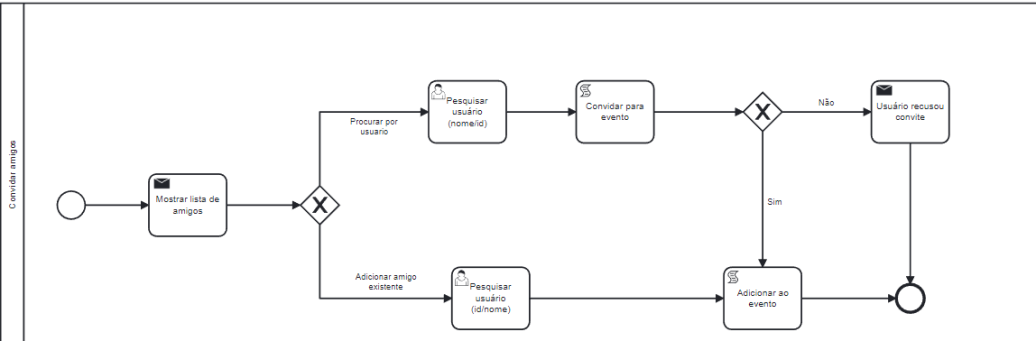 Convidar amigos
Mostrar lista de
amigos
Procurar por
usuario
Pesquisar
usuário
(nome/id)
Convidar para
evento
Não
Usuário recusou
convite
Sim
Adicionar amigo
existente
Pesquisar
usuário
(id/nome)
Adicionar ao
evento